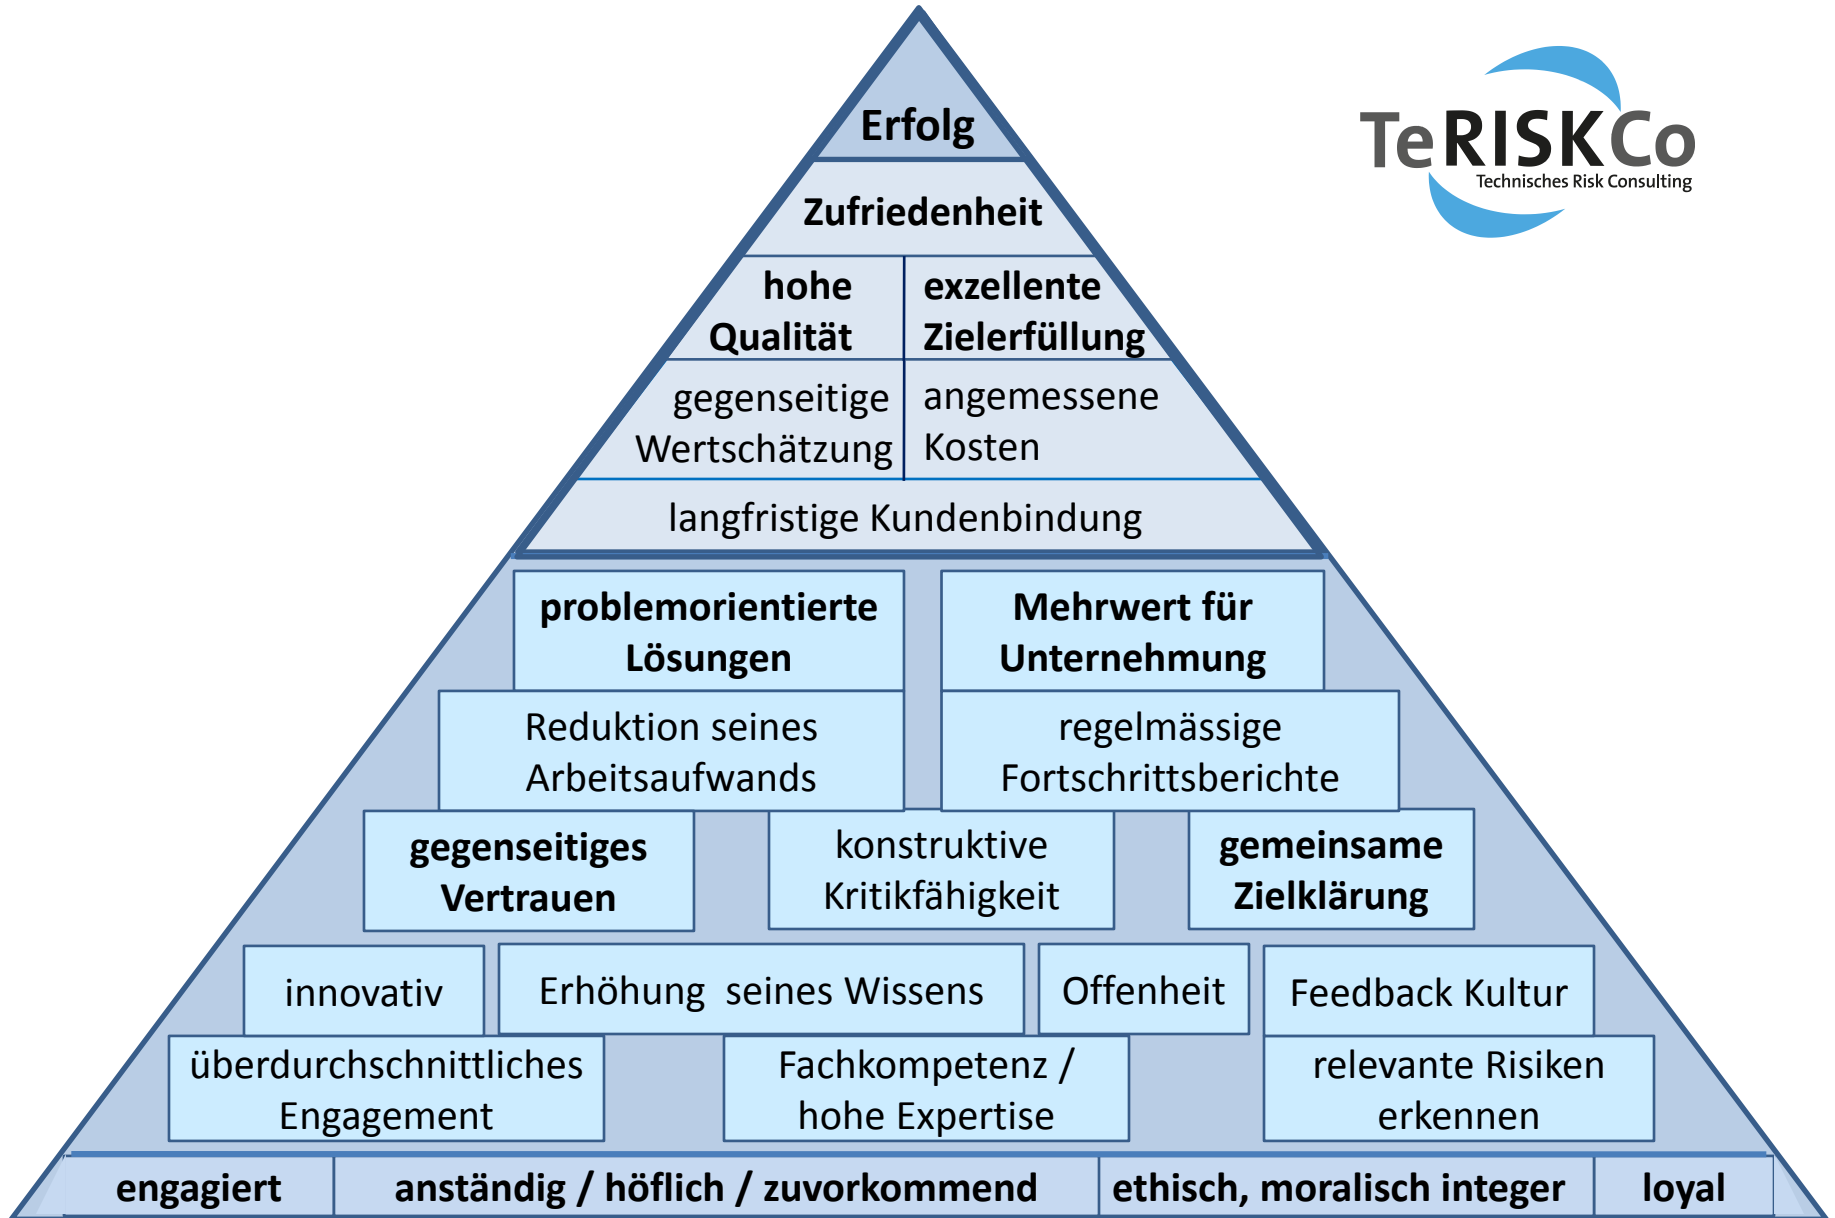 Erfolg
TeRISKCo
Technisches Risk Consulting
Zufriedenheit
hohe
Qualität
exzellente
Zielerfüllung
gegenseitige
Wertschätzung
angemessene
Kosten
langfristige Kundenbindung
problemorientierte
Lösungen
Mehrwert für
Unternehmung
Reduktion seines
Arbeitsaufwands
regelmässige
Fortschrittsberichte
gegenseitiges
Vertrauen
konstruktive
Kritikfähigkeit
gemeinsame
Zielklärung
innovativ
Erhöhung seines Wissens
Offenheit
Feedback Kultur
überdurchschnittliches
Engagement
Fachkompetenz /
hohe Expertise
relevante Risiken
erkennen
engagiert
anständig / höflich / zuvorkommend
ethisch, moralisch integer
loyal